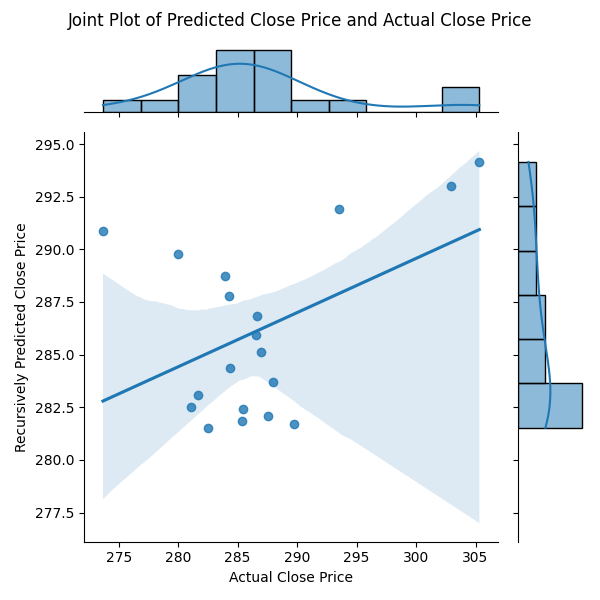 Joint Plot of Predicted Close Price and Actual Close Price
295.0
292.5
290.0
287.5
285.0
282.5
280.0
277.5
Recursively Predicted Close Price
275 280 285 290 295 300 305
Actual Close Price